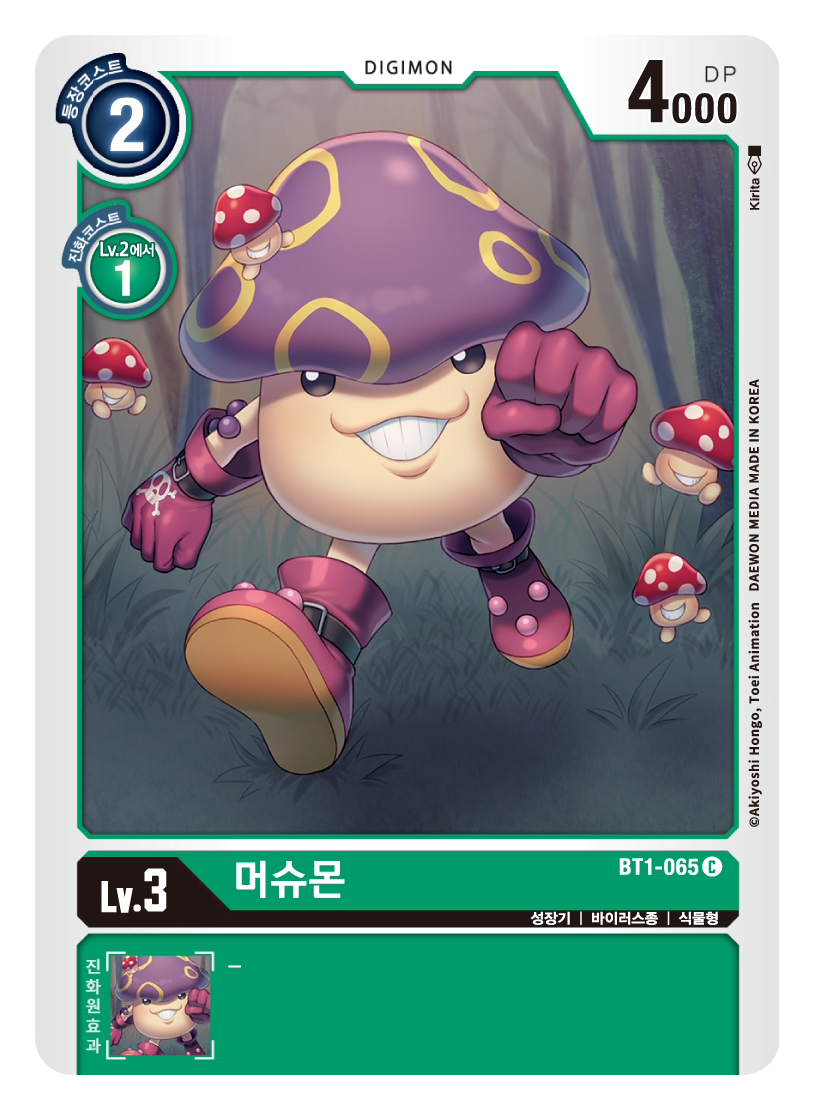 등장코스트
2
DIGIMON
DP
4000
진화코스트
Lv.2에서
1
Kirita
©Akiyoshi Hongo, Toei Animation DAEWON MEDIA MADE IN KOREA
Lv.3
머슈몬
BT1-065 C
성장기 | 바이러스종 | 식물형
진화원효과
–